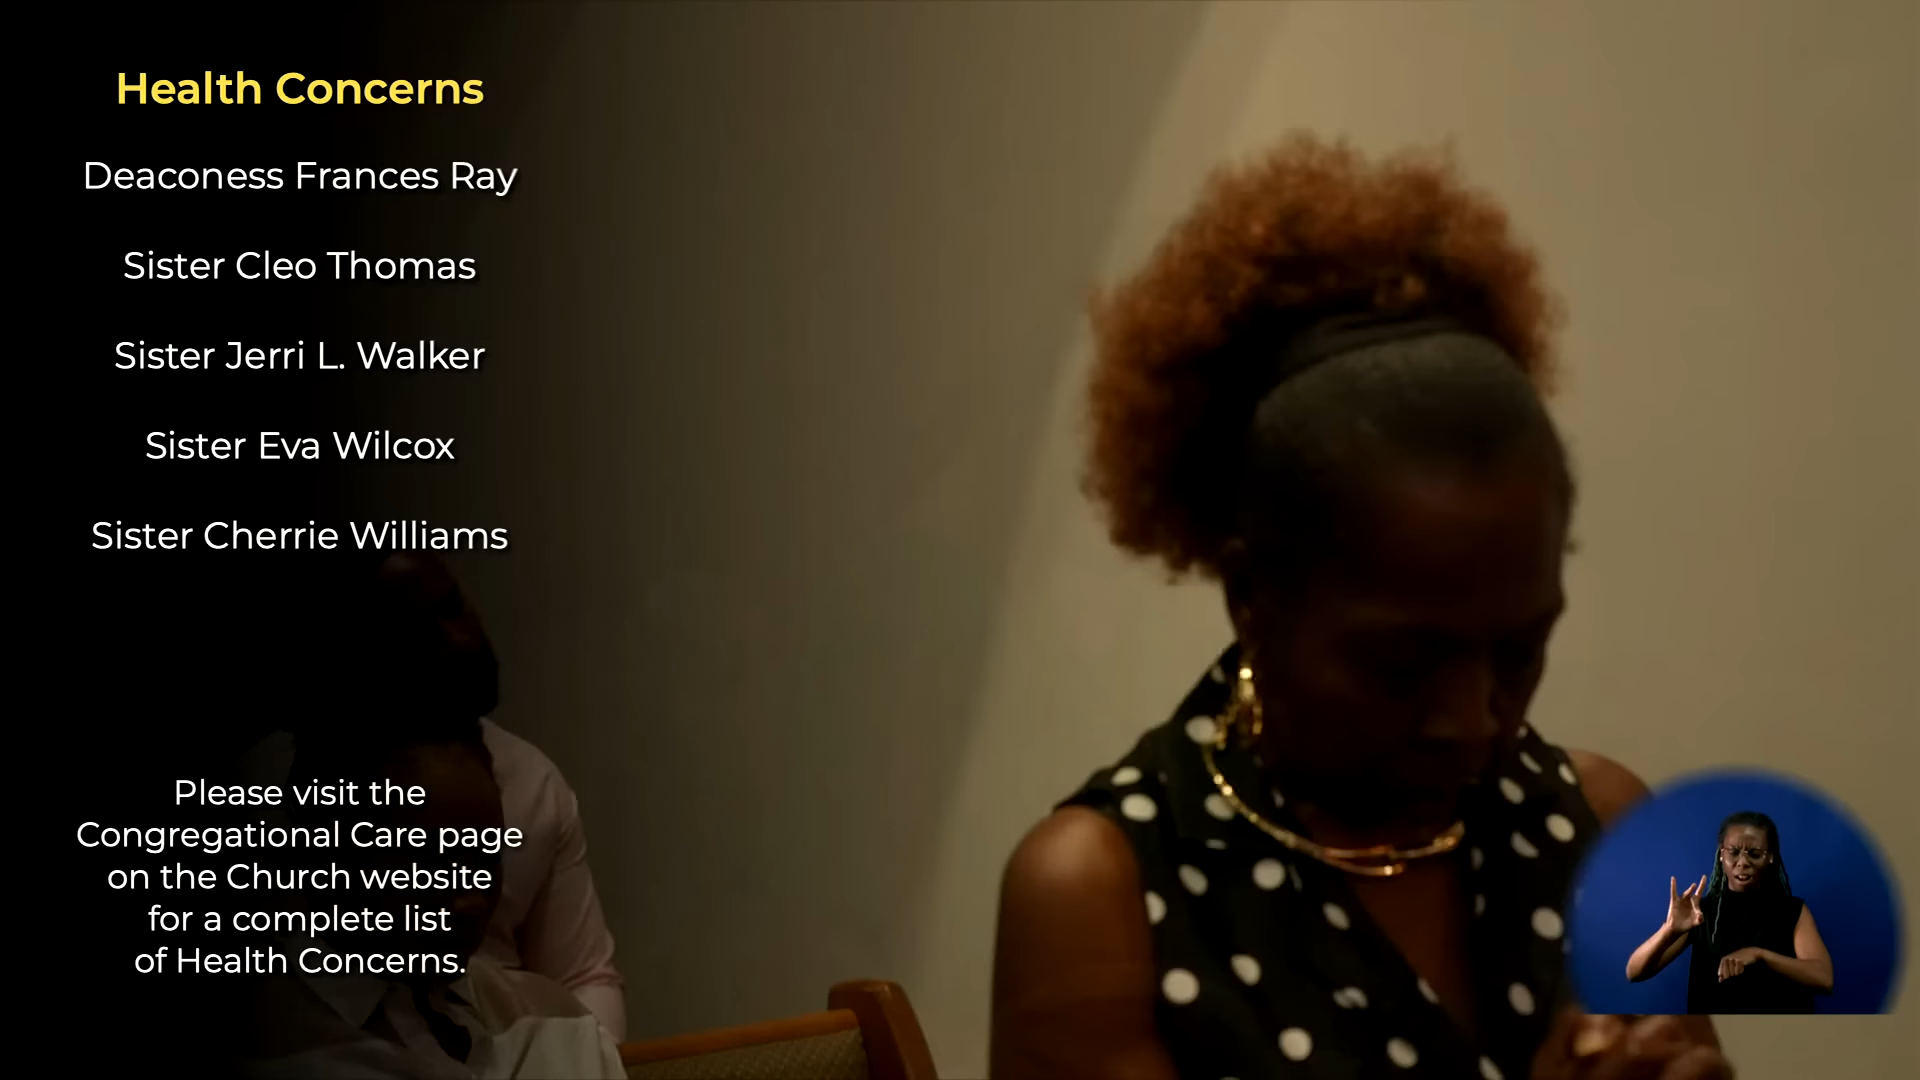 Health Concerns
Deaconess Frances Ray
Sister Cleo Thomas
Sister Jerri L. Walker
Sister Eva Wilcox
Sister Cherrie Williams
Please visit the
Congregational Care page
on the Church website
for a complete list
of Health Concerns.